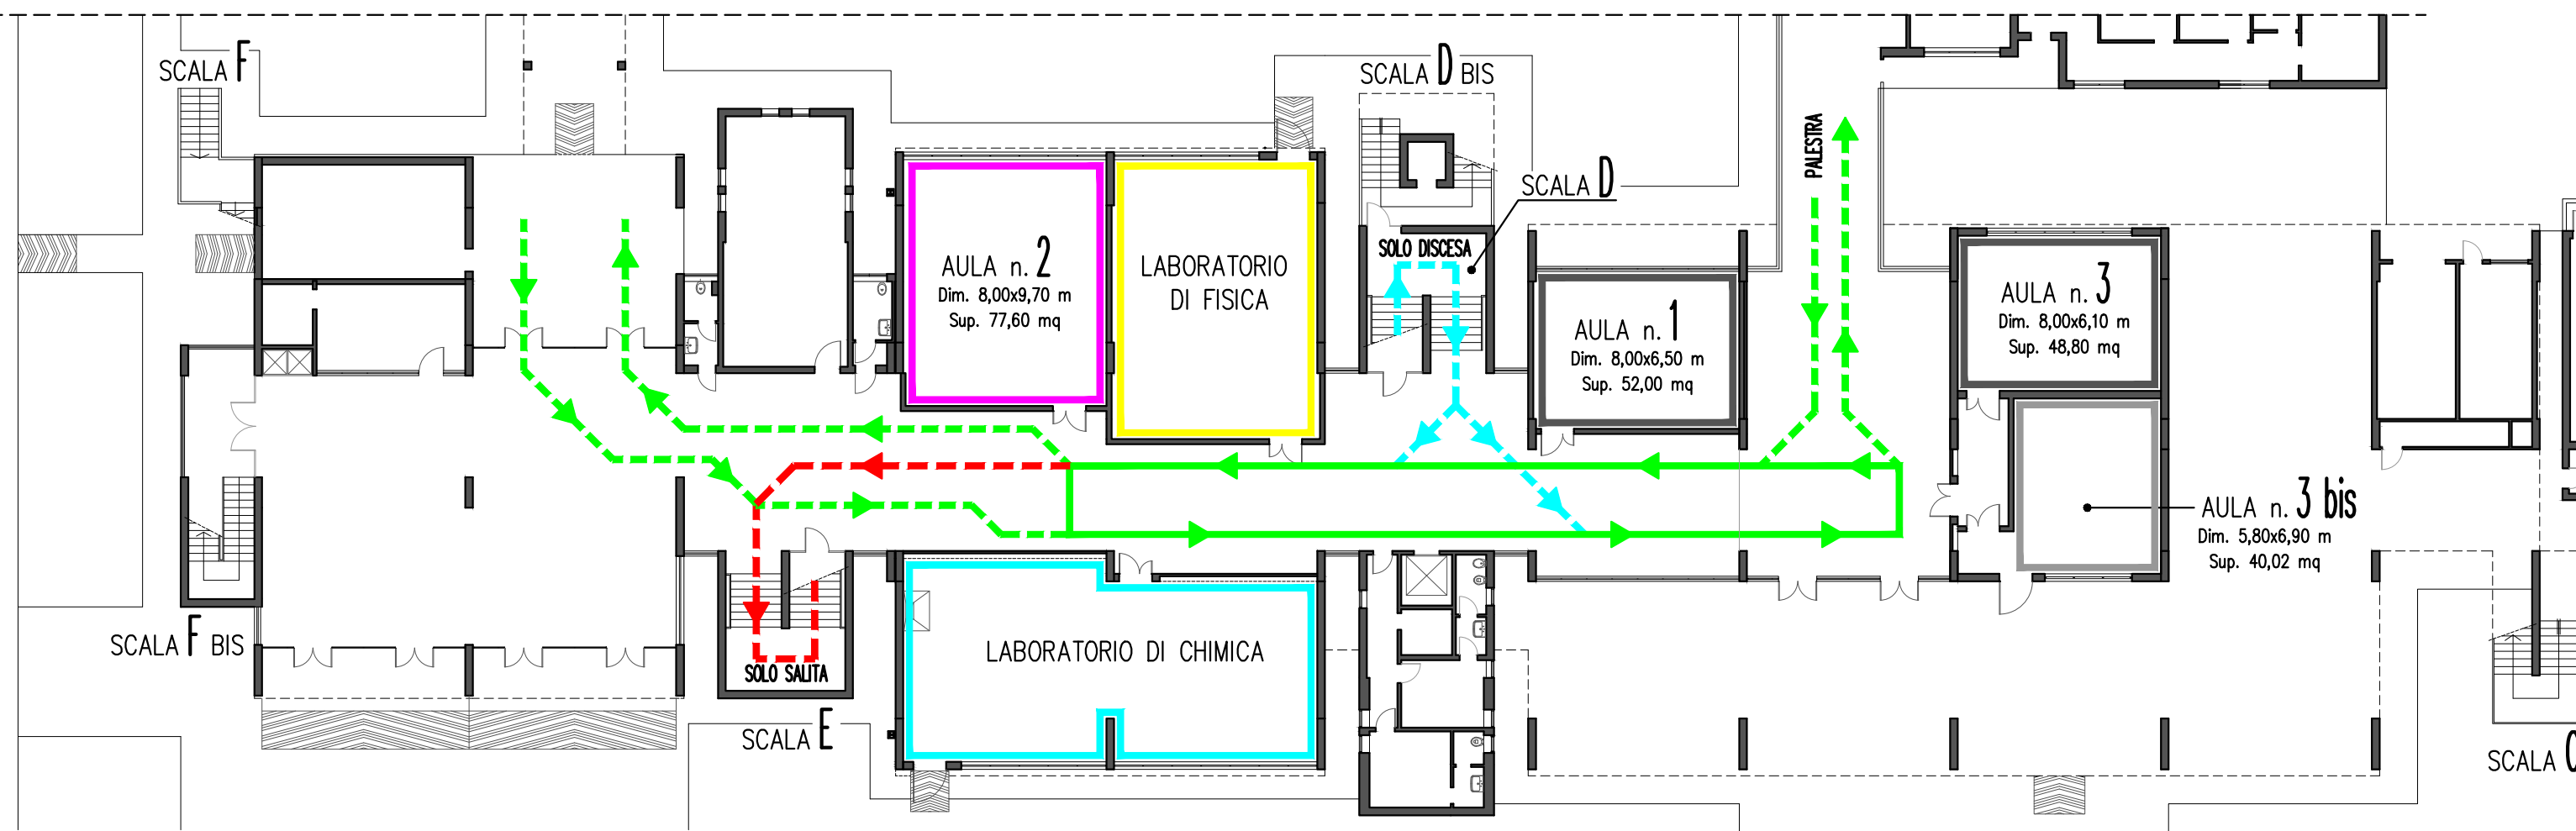 SCALA F
SCALA D BIS
PALESTRA
SCALA D
SOLO DISCESA
AULA n. 2
Dim. 8,00x9,70 m
Sup. 77,60 mq
LABORATORIO
DI FISICA
AULA n. 1
Dim. 8,00x6,50 m
Sup. 52,00 mq
AULA n. 3
Dim. 8,00x6,10 m
Sup. 48,80 mq
AULA n. 3 bis
Dim. 5,80x6,90 m
Sup. 40,02 mq
SCALA F BIS
LABORATORIO DI CHIMICA
SOLO SALITA
SCALA E
SCALA